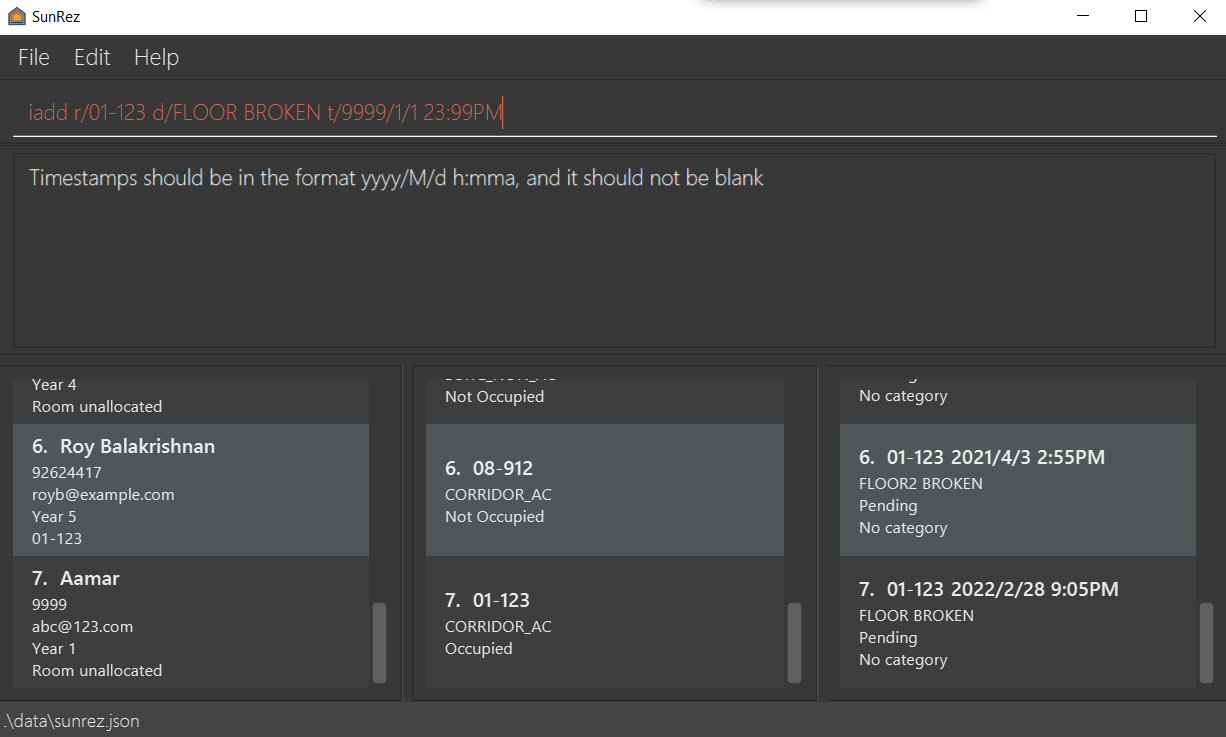 SunRez
File Edit Help
iadd r/01-123 d/FLOOR BROKEN t/9999/1/1 23:99PM
Timestamps should be in the format yyyy/M/d h:mma, and it should not be blank
Year 4
Room unallocated
6. Roy Balakrishnan
92624417
royb@example.com
Year 5
01-123
7. Aamar
9999
abc@123.com
Year 1
Room unallocated
Not Occupied
6. 08-912
CORRIDOR_AC
Not Occupied
7. 01-123
CORRIDOR_AC
Occupied
No category
6. 01-123 2021/4/3 2:55PM
FLOOR2 BROKEN
Pending
No category
7. 01-123 2022/2/28 9:05PM
FLOOR BROKEN
Pending
No category
.\data\sunrez.json